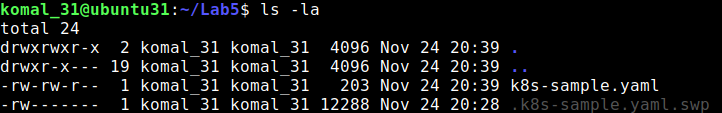 komal_31@ubuntu31:~/Lab5$ ls -la
total 24
drwxrwxr-x  2 komal_31 komal_31  4096 Nov 24 20:39 .
drwxr-x--- 19 komal_31 komal_31  4096 Nov 24 20:39 ..
-rw-rw-r--  1 komal_31 komal_31   203 Nov 24 20:39 k8s-sample.yaml
-rw-------  1 komal_31 komal_31 12288 Nov 24 20:28 .k8s-sample.yaml.swp